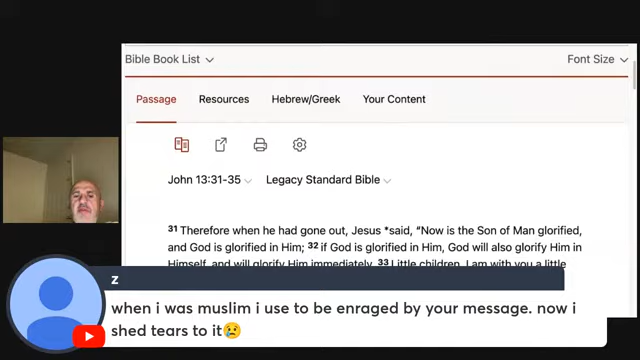 Bible Book List
Font Size
Passage Resources Hebrew/Greek Your Content
John 13:31-35 Legacy Standard Bible
31 Therefore when he had gone out, Jesus *said, “Now is the Son of Man glorified,
and God is glorified in Him; 32 if God is glorified in Him, God will also glorify Him in
Himself, and will glorify Him immediately. 33 Little children, I am with you a little
z
when i was muslim i use to be enraged by your message. now i
shed tears to it😢